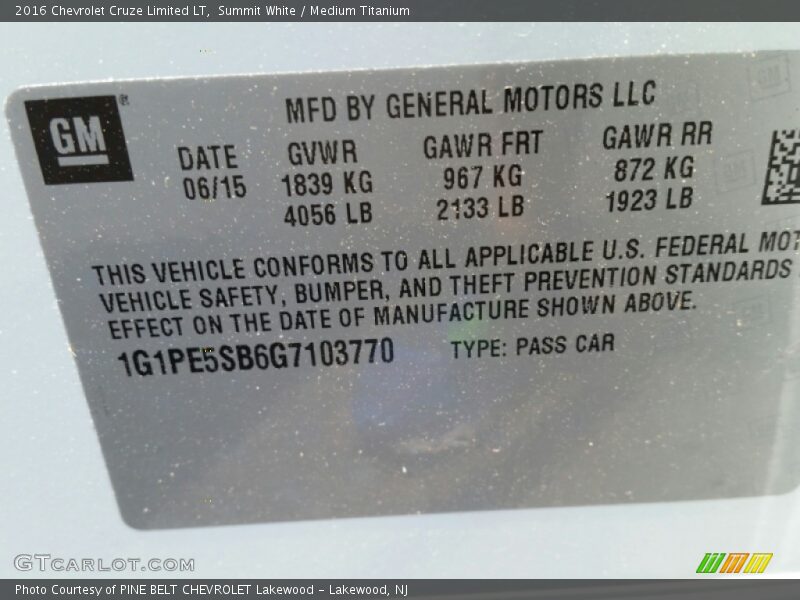 2016 Chevrolet Cruze Limited LT, Summit White / Medium Titanium
GM®
MFD BY GENERAL MOTORS LLC
DATE GVWR GAWR FRT GAWR RR
06/15 1839 KG 967 KG 872 KG
4056 LB 2133 LB 1923 LB
THIS VEHICLE CONFORMS TO ALL APPLICABLE U.S. FEDERAL MOT
VEHICLE SAFETY, BUMPER, AND THEFT PREVENTION STANDARDS
EFFECT ON THE DATE OF MANUFACTURE SHOWN ABOVE.
1G1PE5SB6G7103770 TYPE: PASS CAR
GTCARLOT.COM
Photo Courtesy of PINE BELT CHEVROLET Lakewood - Lakewood, NJ